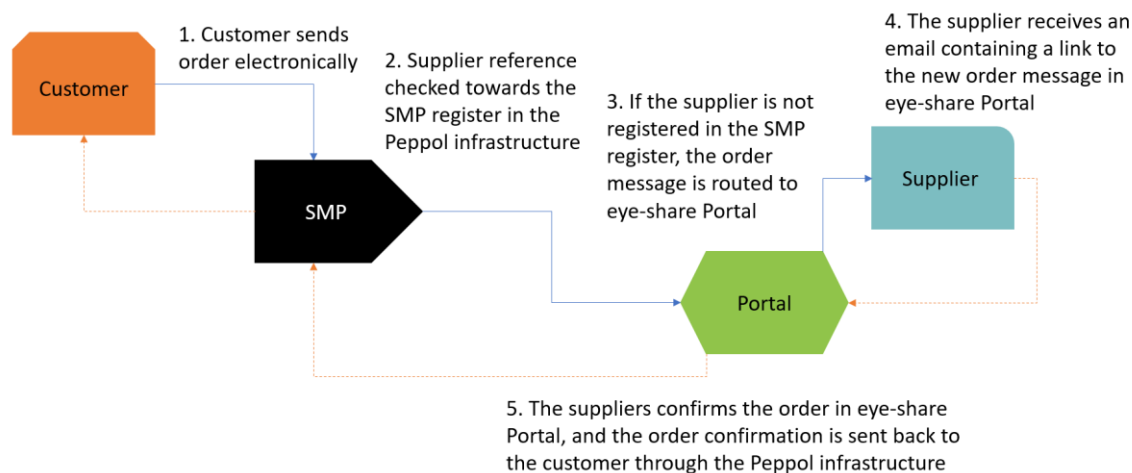 Customer
1. Customer sends
order electronically
2. Supplier reference
checked towards the
SMP register in the
Peppol infrastructure
SMP
3. If the supplier is not
registered in the SMP
register, the order
message is routed to
eye-share Portal
4. The supplier receives an
email containing a link to
the new order message in
eye-share Portal
Supplier
Portal
5. The suppliers confirms the order in eye-share
Portal, and the order confirmation is sent back to
the customer through the Peppol infrastructure